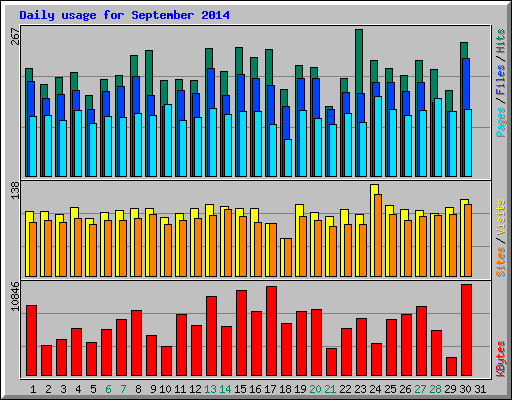 Daily usage for September 2014
267
Pages / Files / Hits
138
Sites / Visits
10846
KBytes
1 2 3 4 5 6 7 8 9 10 11 12 13 14 15 16 17 18 19 20 21 22 23 24 25 26 27 28 29 30 31